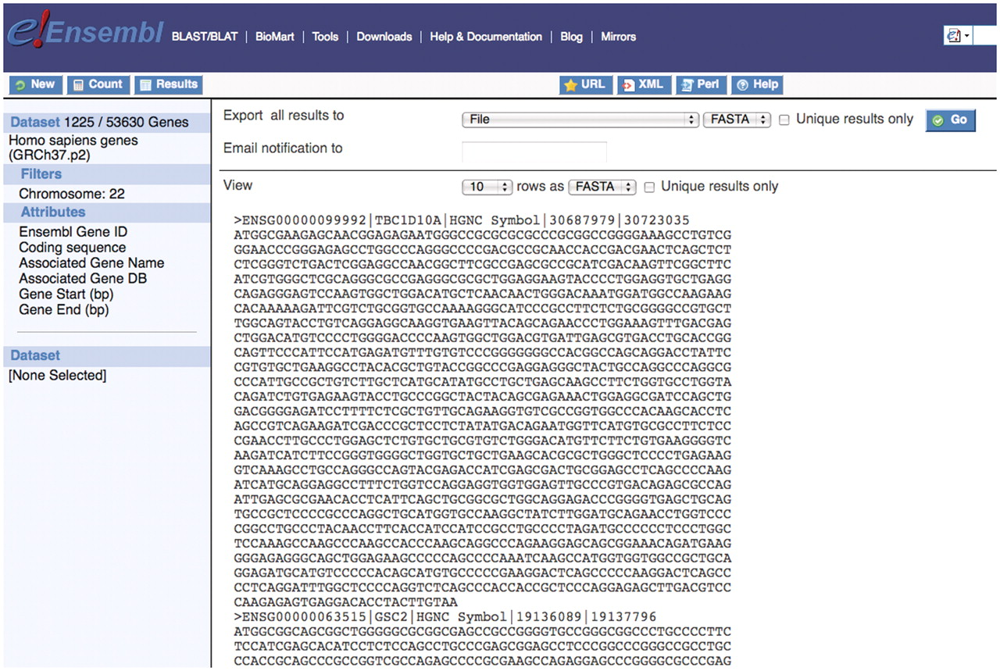 e!Ensembl BLAST/BLAT | BioMart | Tools | Downloads | Help & Documentation | Blog | Mirrors
New Count Results URL XML Perl Help
Dataset 1225 / 53630 Genes
Homo sapiens genes
(GRCh37.p2)
Filters
Chromosome: 22
Attributes
Ensembl Gene ID
Coding sequence
Associated Gene Name
Associated Gene DB
Gene Start (bp)
Gene End (bp)
Dataset
[None Selected]
Export all results to File FASTA Unique results only Go
Email notification to
View 10 rows as FASTA Unique results only
>ENSG00000099992|TBC1D10A|HGNC Symbol|30687979|30723035
ATGGCGAAGAGCAACGGAGAGAATGGGCCGCGCGCGCCCGCGGCCGGGGAAAGCCTGTCG
GGAACCCGGGAGAGCCTGGCCCAGGGCCCCGACGCCGCAACCACCGACGAACTCAGCTCT
CTCGGGTCTGACTCGGAGGCCAACGGCTTCGCCGAGCGCCGCATCGACAAGTTCGGCTTC
ATCGTGGGCTCGCAGGGCGCCGAGGGCGCGCTGGAGGAAGTACCCCTGGAGGTGCTGAGG
CAGAGGGAGTCCAAGTGGCTGGACATGCTCAACAACTGGGACAAATGGATGGCCAAGAAG
CACAAAAAGATTCGTCTGCGGTGCCAAAAGGGCATCCCGCCTTCTCTGCGGGGCCGTGCT
TGGCAGTACCTGTCAGGAGGCAAGGTGAAGTTACAGCAGAACCCTGGAAAGTTTGACGAG
CTGGACATGTCCCCTGGGGACCCCAAGTGGCTGGACGTGATTGAGCGTGACCTGCACCGG
CAGTTCCCATTCCATGAGATGTTTGTGTCCCGGGGGGGCCACGGCCAGCAGGACCTATTC
CGTGTGCTGAAGGCCTACACGCTGTACCGGCCCGAGGAGGGCTACTGCCAGGCCCAGGCG
CCCATTGCCGCTGTCTTGCTCATGCATATGCCTGCTGAGCAAGCCTTCTGGTGCCTGGTA
CAGATCTGTGAGAAGTACCTGCCCGGCTACTACAGCGAGAAACTGGAGGCGATCCAGCTG
GACGGGGAGATCCTTTTCTCGCTGTTGCAGAAGGTGTCGCCGGTGGCCCACAAGCACCTC
AGCCGTCAGAAGATCGACCCGCTCCTCTATATGACAGAATGGTTCATGTGCGCCTTCTCC
CGAACCTTGCCCTGGAGCTCTGTGCTGCGTGTCTGGGACATGTTCTTCTGTGAAGGGGTC
AAGATCATCTTCCGGGTGGGGCTGGTGCTGCTGAAGCACGCGCTGGGCTCCCCTGAGAAG
GTCAAAGCCTGCCAGGGCCAGTACGAGACCATCGAGCGACTGCGGAGCCTCAGCCCCAAG
ATCATGCAGGAGGCCTTTCTGGTCCAGGAGGTGGTGGAGTTGCCCGTGACAGAGCGCCAG
ATTGAGCGCGAACACCTCATTCAGCTGCGGCGCTGGCAGGAGACCCGGGGTGAGCTGCAG
TGCCGCTCCCCGCCCAGGCTGCATGGTGCCAAGGCTATCTTGGATGCAGAACCTGGTCCC
CGGCCTGCCCTACAACCTTCACCATCCATCCGCCTGCCCCTAGATGCCCCCCTCCCTGGC
TCCAAAGCCAAGCCCAAGCCACCCAAGCAGGCCCAGAAGGAGCAGCGGAAACAGATGAAG
GGGAGAGGGCAGCTGGAGAAGCCCCCAGCCCCAAATCAAGCCATGGTGGTGGCCGCTGCA
GGAGATGCATGTCCCCCACAGCATGTGCCCCCGAAGGACTCAGCCCCCAAGGACTCAGCC
CCTCAGGATTTGGCTCCCCAGGTCTCAGCCCACCACCGCTCCCAGGAGAGCTTGACGTCC
CAAGAGAGTGAGGACACCTACTTGTAA
>ENSG00000063515|GSC2|HGNC Symbol|19136089|19137796
ATGGCGGCAGCGGCTGGGGGCGCGGCGAGCCGCCGGGGTGCCGGGCGGCCCTGCCCCTTC
TCCATCGAGCACATCCTCTCCAGCCTGCCCGAGCGGAGCCTCCCGGCCCGGGCCGCCTGC
CCACCGCAGCCCGCCGGTCGCCAGAGCCCCGCGAAGCCAGAGGAGCCCGGGGCGCCCGAG